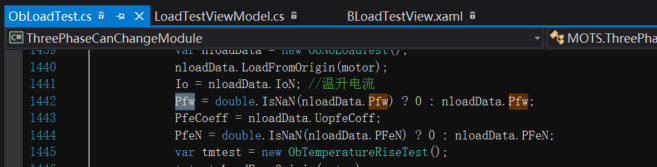 ObLoadTest.cs LoadTestViewModel.cs BLoadTestView.xaml
ThreePhaseCanChangeModule MOTS.ThreePha
1439 var nloadData = new ObNoLoadTest();
1440 nloadData.LoadFromOrigin(motor);
1441 Io = nloadData.IoN; //温升电流
1442 Pfw = double.IsNaN(nloadData.Pfw) ? 0 : nloadData.Pfw;
1443 PfeCoeff = nloadData.UopfeCoff;
1444 PfeN = double.IsNaN(nloadData.PFeN) ? 0 : nloadData.PFeN;
1445 var tmtest = new ObTemperatureRiseTest();